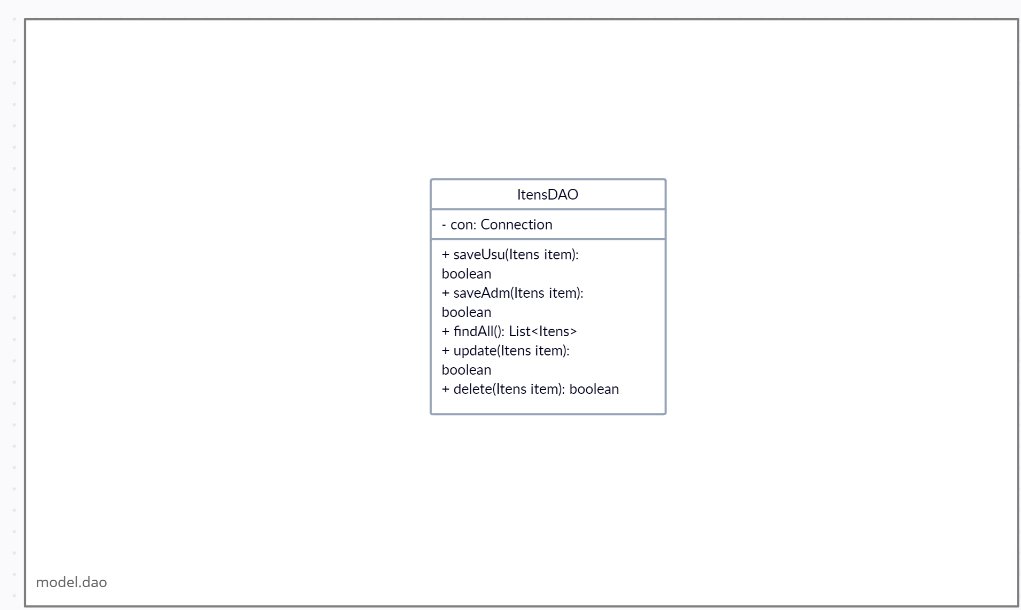 ItensDAO
- con: Connection
+ saveUsu(Itens item):
boolean
+ saveAdm(Itens item):
boolean
+ findAll(): List<Itens>
+ update(Itens item):
boolean
+ delete(Itens item): boolean
model.dao